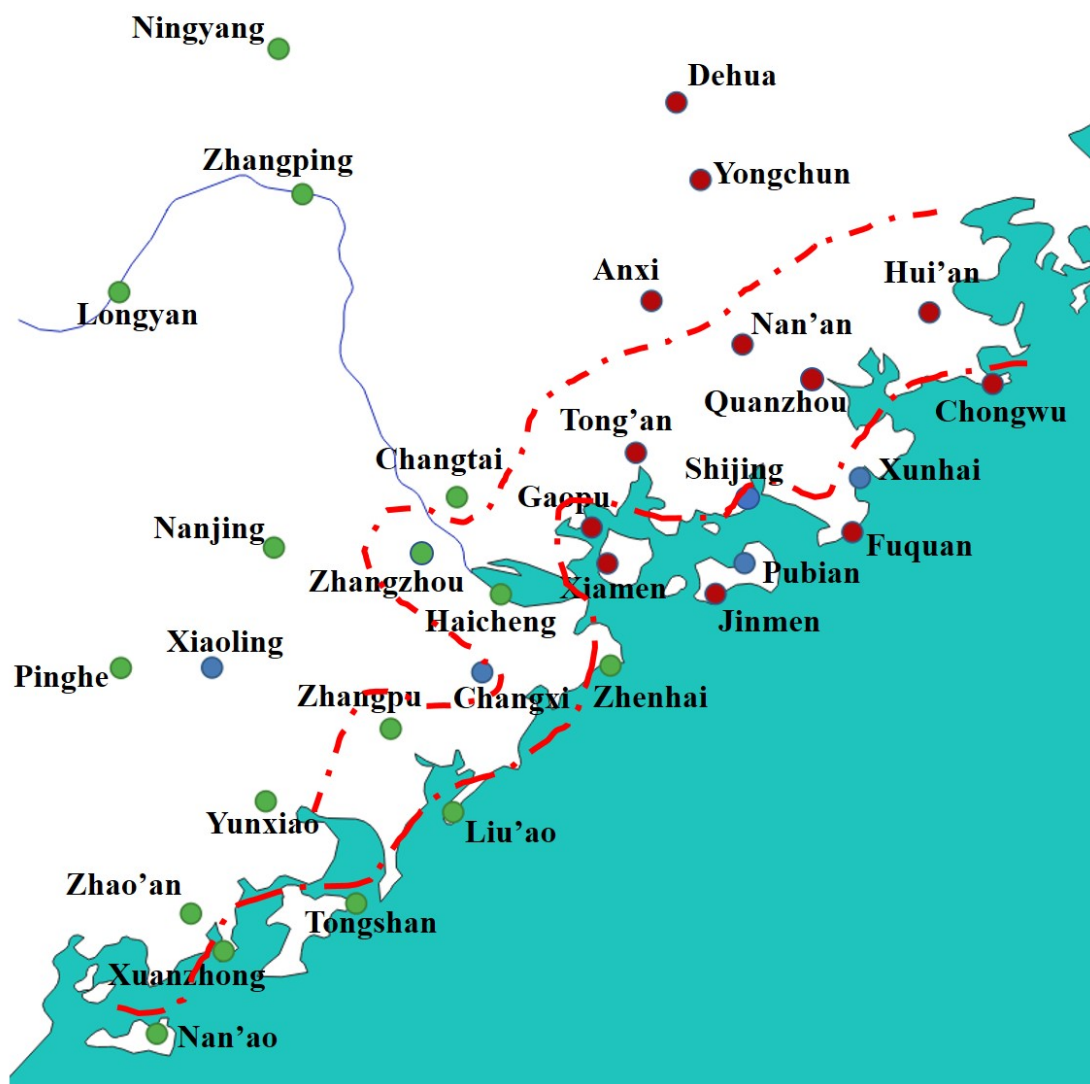 Ningyang
Dehua
Zhangping
Yongchun
Anxi
Hui’an
Longyan
Nan’an
Quanzhou
Chongwu
Tong’an
Changtai
Shijing
Xunhai
Gaopu
Nanjing
Fuquan
Zhangzhou
Xiamen
Pubian
Haicheng
Jinmen
Xiaoling
Pinghe
Zhangpu
Changxi
Zhenhai
Yunxiao
Liu’ao
Zhao’an
Tongshan
Xuanzhong
Nan’ao